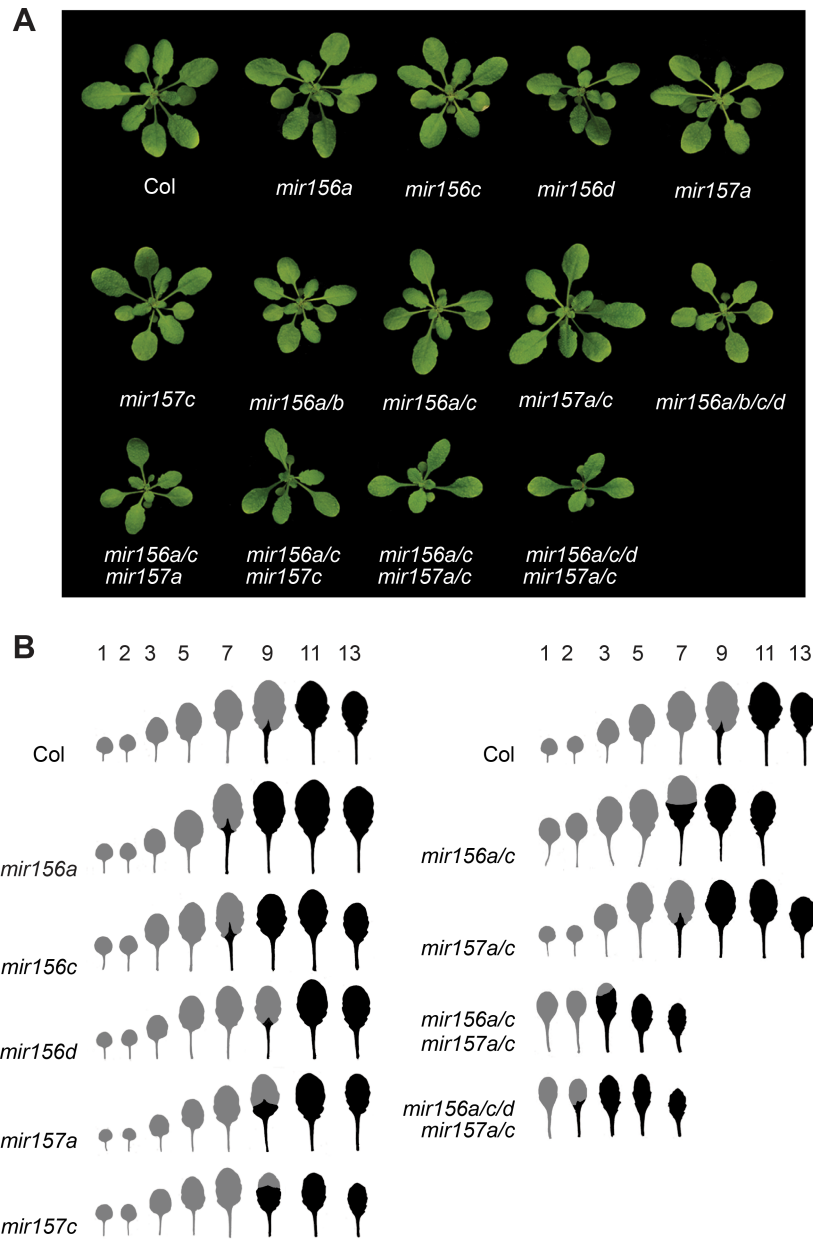 A
Col mir156a mir156c mir156d mir157a
mir157c mir156a/b mir156a/c mir157a/c mir156a/b/c/d
mir156a/c mir156a/c mir156a/c mir156a/c/d
mir157a mir157c mir157a/c mir157a/c
B
1 2 3 5 7 9 11 13
Col
mir156a
mir156c
mir156d
mir157a
mir157c
1 2 3 5 7 9 11 13
Col
mir156a/c
mir157a/c
mir156a/c
mir157a/c
mir156a/c/d
mir157a/c